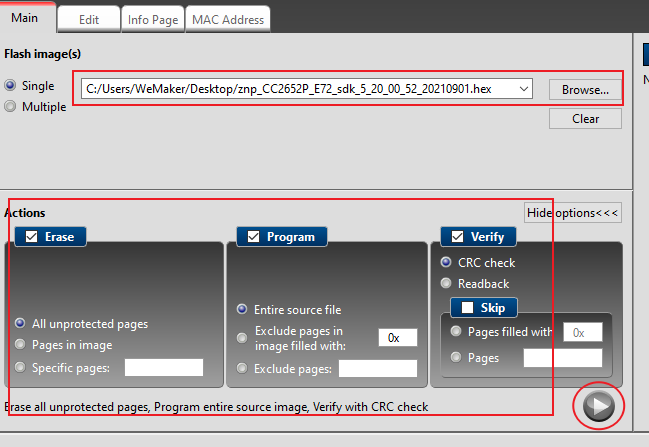 Main
Edit
Info Page
MAC Address
Flash image(s)
Single
C:/Users/WeMaker/Desktop/znp_CC2652P_E72_sdk_5_20_00_52_20210901.hex
Browse...
Multiple
Clear
Actions
Hide options<<<
Erase
Program
Verify
CRC check
Readback
Skip
All unprotected pages
Pages in image
Specific pages:
Entire source file
Exclude pages in
image filled with:
0x
Exclude pages:
Pages filled with
0x
Pages
Erase all unprotected pages, Program entire source image, Verify with CRC check